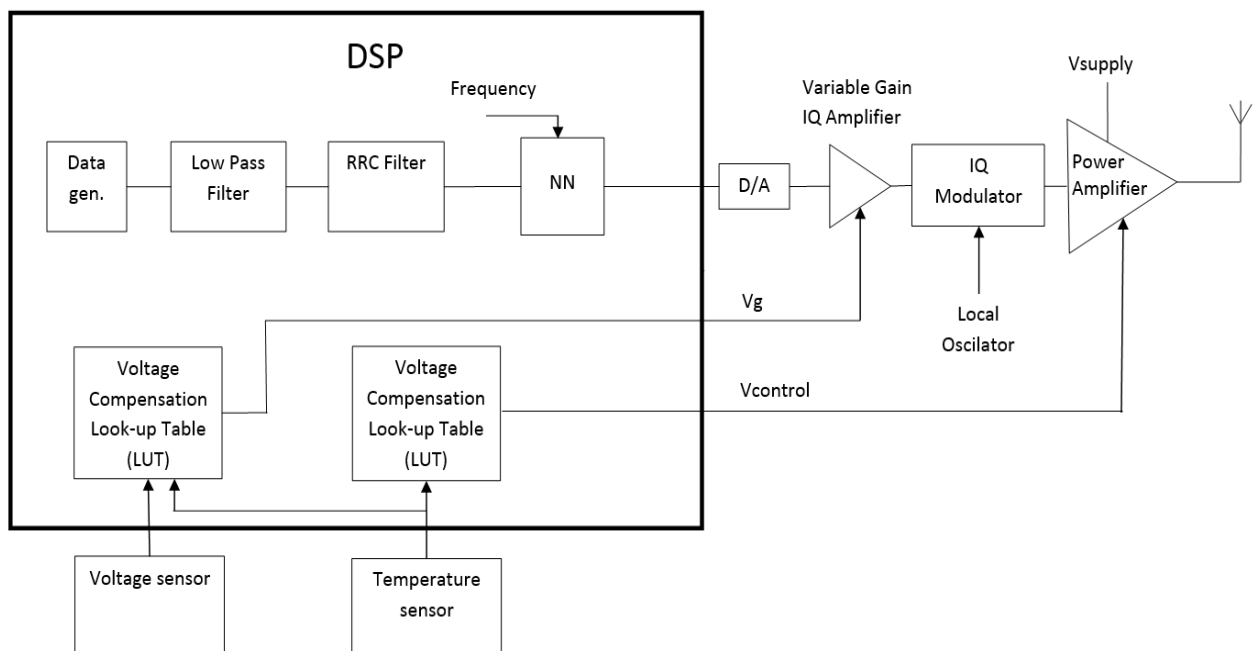 DSP
Frequency
Data
gen.
Low Pass
Filter
RRC Filter
NN
D/A
Variable Gain
IQ Amplifier
IQ
Modulator
Vsupply
Power
Amplifier
Local
Oscilator
Vg
Vcontrol
Voltage
Compensation
Look-up Table
(LUT)
Voltage
Compensation
Look-up Table
(LUT)
Voltage sensor
Temperature
sensor